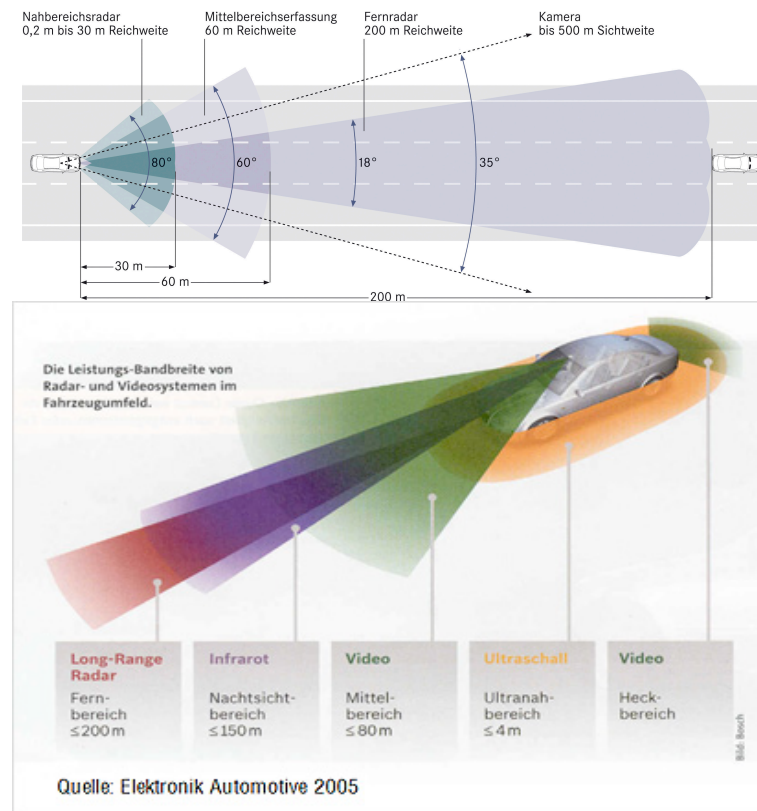 Nahbereichsradar
0,2 m bis 30 m Reichweite
Mittelbereichserfassung
60 m Reichweite
Fernradar
200 m Reichweite
Kamera
bis 500 m Sichtweite
80°
60°
18°
35°
30 m
60 m
200 m
Die Leistungs-Bandbreite von
Radar- und Videosystemen im
Fahrzeugumfeld.
Long-Range
Radar
Fern-
bereich
≤200 m
Infrarot
Nachtsicht-
bereich
≤150 m
Video
Mittel-
bereich
≤80 m
Ultraschall
Ultranah-
bereich
≤4 m
Video
Heck-
bereich
Bild: Bosch
Quelle: Elektronik Automotive 2005